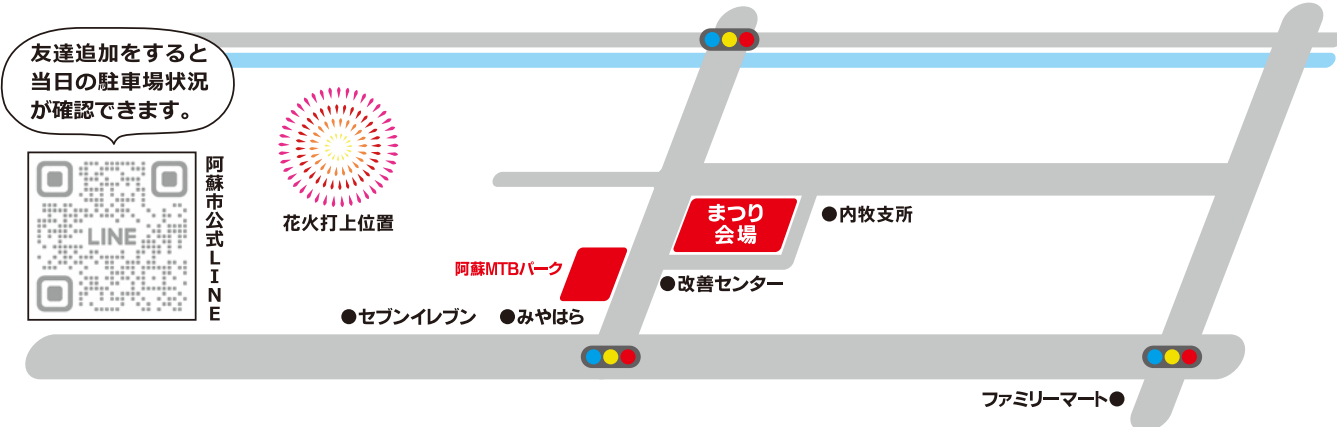 友達追加をすると
当日の駐車場状況
が確認できます。
LINE
阿蘇市公式LINE
花火打上位置
まつり
会場
●内牧支所
阿蘇MTBパーク
●改善センター
●セブンイレブン
●みやはら
ファミリーマート●